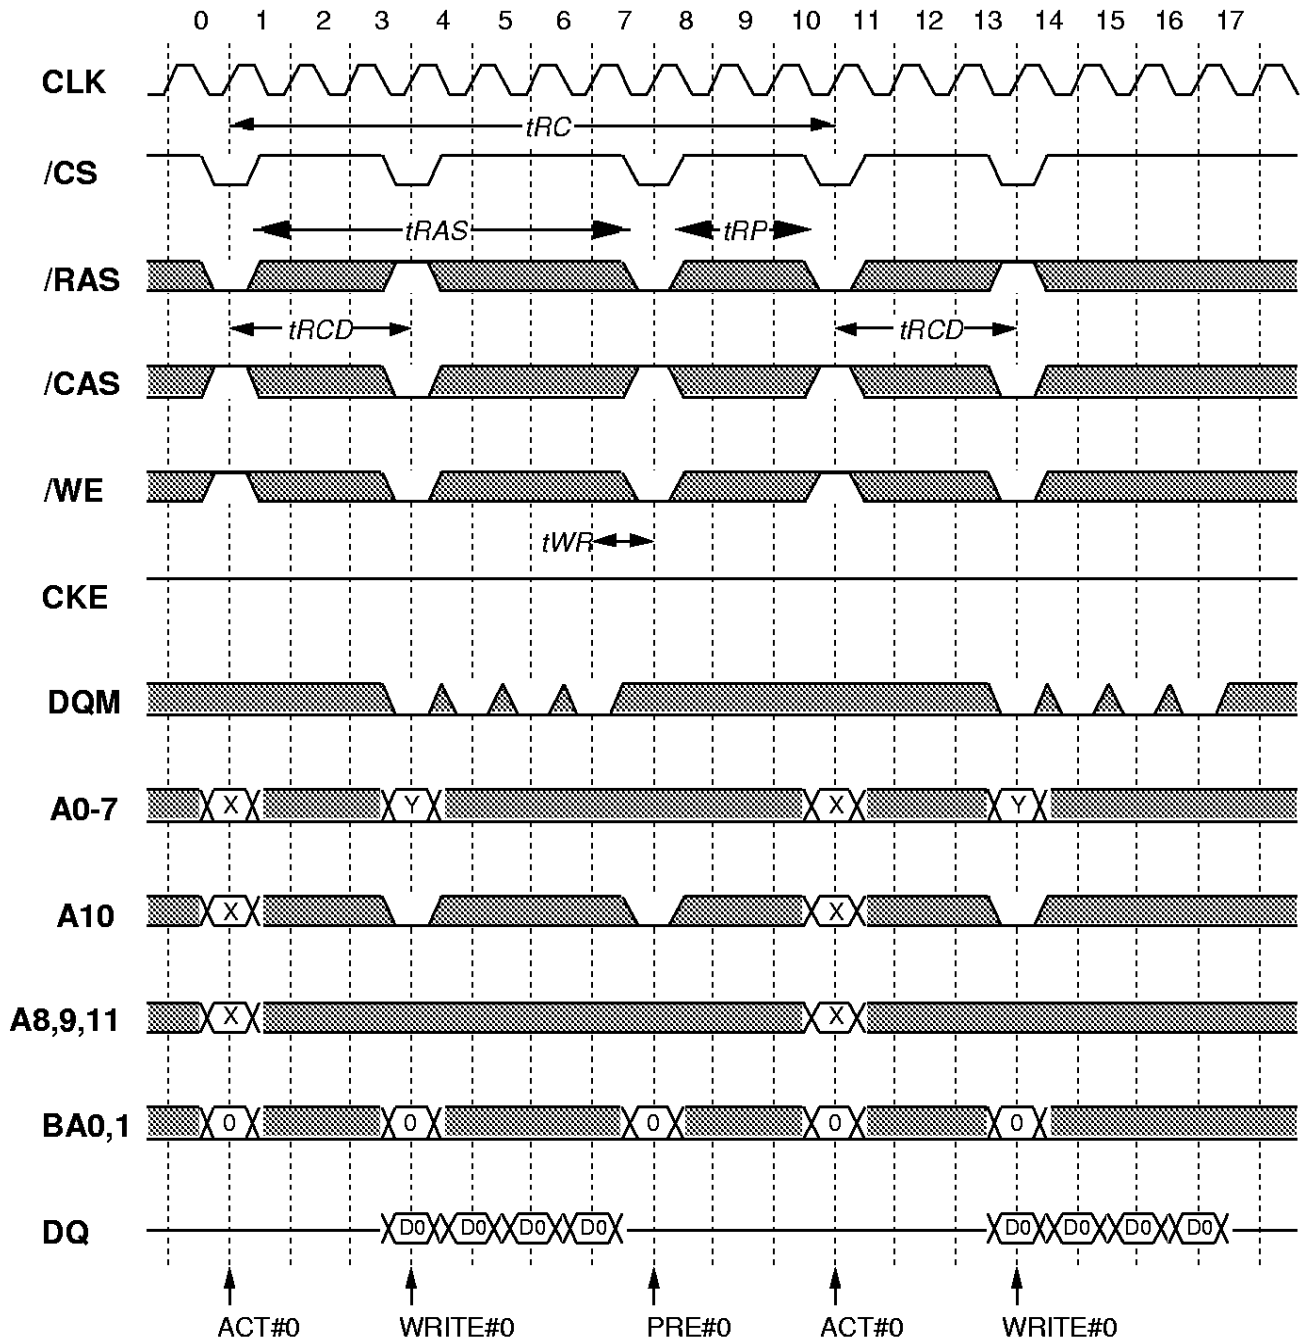 0 1 2 3 4 5 6 7 8 9 10 11 12 13 14 15 16 17
CLK
tRC
/CS
tRAS tRP
/RAS
tRCD tRCD
/CAS
/WE
tWR
CKE
DQM
A0-7 X Y X Y
A10 X X
A8,9,11 X X
BA0,1 0 0 0 0 0
DQ D0 D0 D0 D0 D0 D0 D0 D0
ACT#0 WRITE#0 PRE#0 ACT#0 WRITE#0